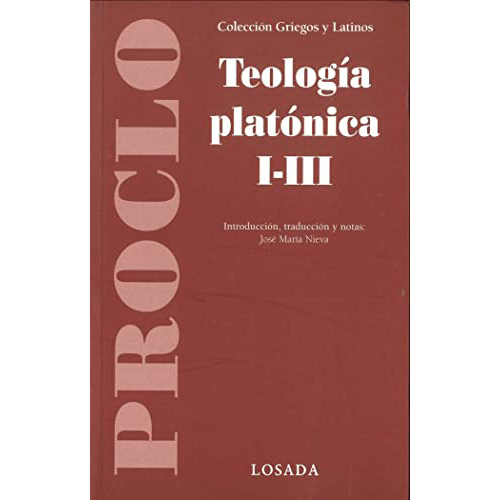 PROCLO
Colección Griegos y Latinos
Teología
platónica
I-III
Introducción, traducción y notas:
José María Nieva
LOSADA